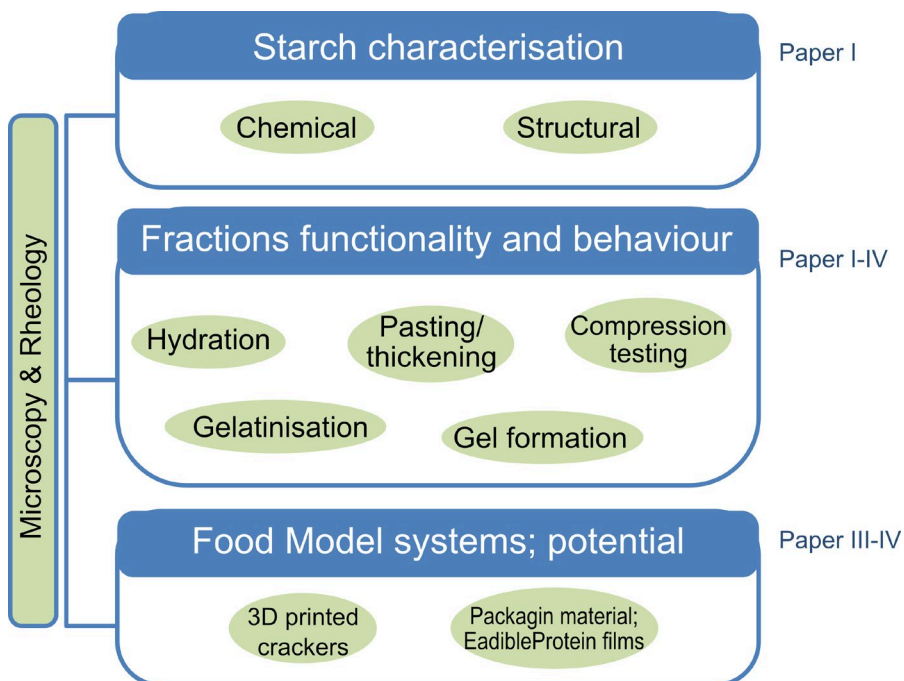 Starch characterisation
Paper I
Chemical
Structural
Microscopy & Rheology
Fractions functionality and behaviour
Paper I-IV
Hydration
Pasting/
thickening
Compression
testing
Gelatinisation
Gel formation
Food Model systems; potential
Paper III-IV
3D printed
crackers
Packagin material;
EadibleProtein films